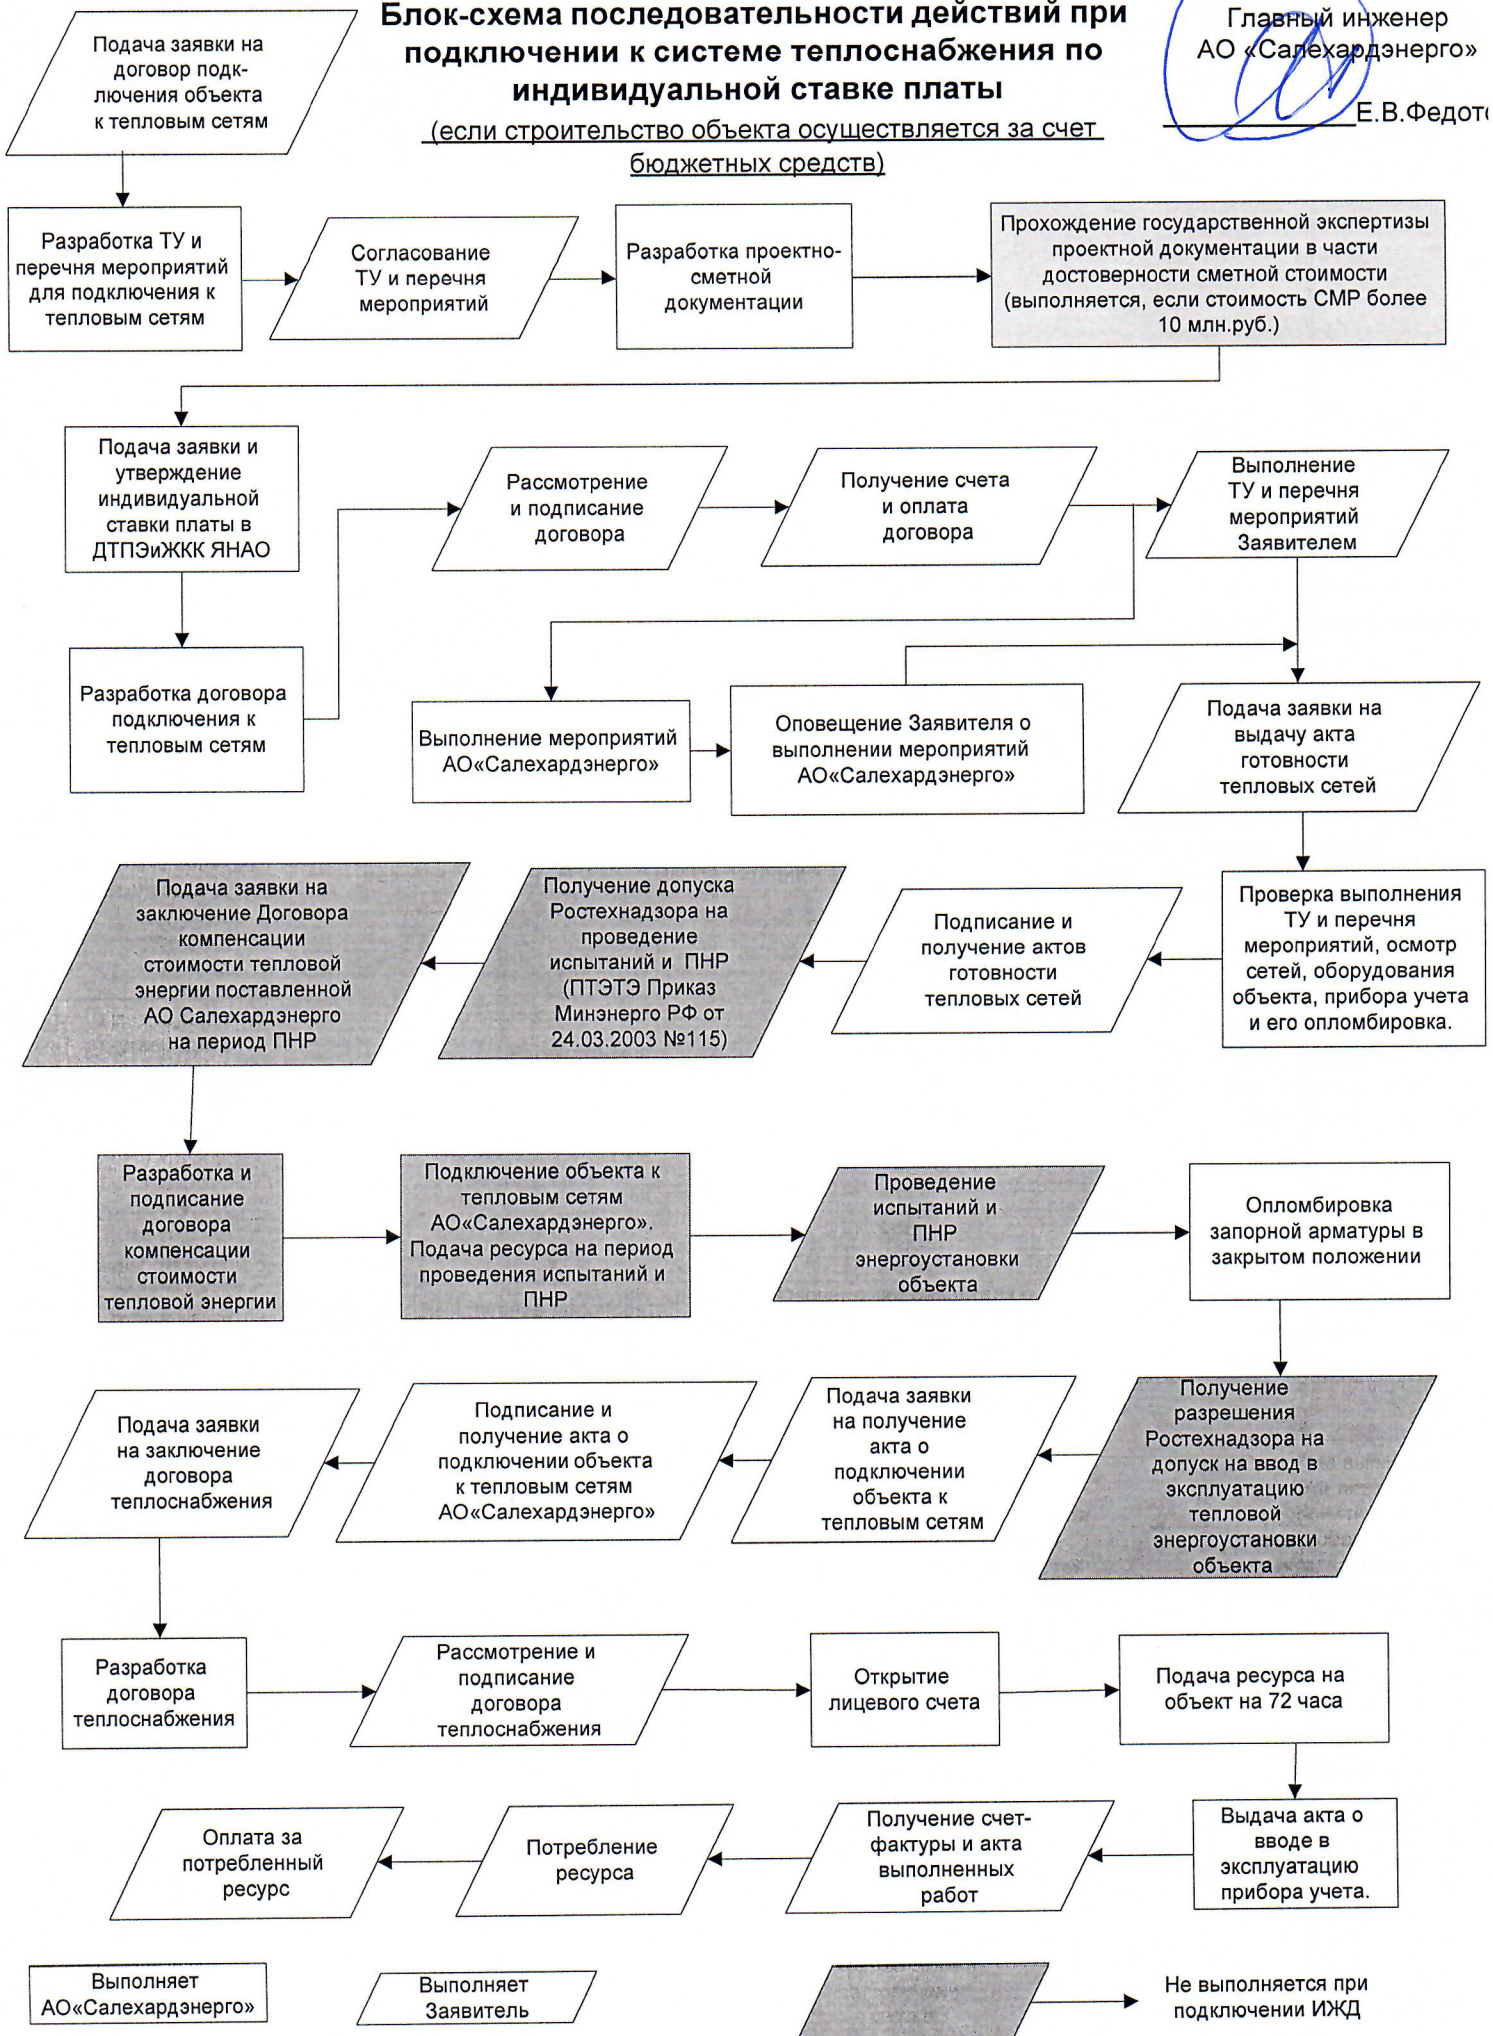 Блок-схема последовательности действий при
подключении к системе теплоснабжения по
индивидуальной ставке платы
(если строительство объекта осуществляется за счет
бюджетных средств)
Главный инженер
АО «Салехардэнерго»
Е.В.Федот
Подача заявки на
договор подк-
лючения объекта
к тепловым сетям
Разработка ТУ и
перечня мероприятий
для подключения к
тепловым сетям
Согласование
ТУ и перечня
мероприятий
Разработка проектно-
сметной
документации
Прохождение государственной экспертизы
проектной документации в части
достоверности сметной стоимости
(выполняется, если стоимость СМР более
10 млн.руб.)
Подача заявки и
утверждение
индивидуальной
ставки платы в
ДТПЭиЖКК ЯНАО
Рассмотрение
и подписание
договора
Получение счета
и оплата
договора
Выполнение
ТУ и перечня
мероприятий
Заявителем
Разработка договора
подключения к
тепловым сетям
Выполнение мероприятий
АО«Салехардэнерго»
Оповещение Заявителя о
выполнении мероприятий
АО«Салехардэнерго»
Подача заявки на
выдачу акта
готовности
тепловых сетей
Проверка выполнения
ТУ и перечня
мероприятий, осмотр
сетей, оборудования
объекта, прибора учета
и его опломбировка.
Подписание и
получение актов
готовности
тепловых сетей
Получение допуска
Ростехнадзора на
проведение
испытаний и ПНР
(ПТЭТЭ Приказ
Минэнерго РФ от
24.03.2003 №115)
Подача заявки на
заключение Договора
компенсации
стоимости тепловой
энергии поставленной
АО Салехардэнерго
на период ПНР
Разработка и
подписание
договора
компенсации
стоимости
тепловой энергии
Подключение объекта к
тепловым сетям
АО«Салехардэнерго».
Подача ресурса на период
проведения испытаний и
ПНР
Проведение
испытаний и
ПНР
энергоустановки
объекта
Опломбировка
запорной арматуры в
закрытом положении
Получение
разрешения
Ростехнадзора на
допуск на ввод в
эксплуатацию
тепловой
энергоустановки
объекта
Подача заявки
на получение
акта о
подключении
объекта к
тепловым сетям
Подписание и
получение акта о
подключении объекта
к тепловым сетям
АО«Салехардэнерго»
Подача заявки
на заключение
договора
теплоснабжения
Разработка
договора
теплоснабжения
Рассмотрение и
подписание
договора
теплоснабжения
Открытие
лицевого счета
Подача ресурса на
объект на 72 часа
Выдача акта о
вводе в
эксплуатацию
прибора учета.
Получение счет-
фактуры и акта
выполненных
работ
Потребление
ресурса
Оплата за
потребленный
ресурс
Выполняет
АО«Салехардэнерго»
Выполняет
Заявитель
Не выполняется при
подключении ИЖД